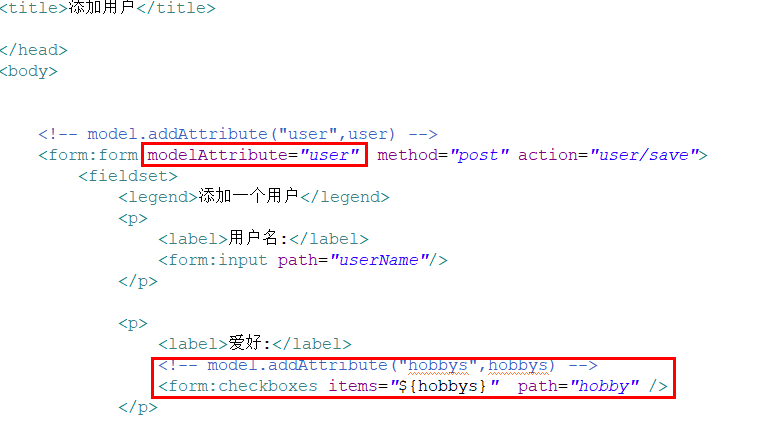 <title>添加用户</title>
</head>
<body>
<!-- model.addAttribute("user",user) -->
<form:form modelAttribute="user" method="post" action="user/save">
<fieldset>
<legend>添加一个用户</legend>
<p>
<label>用户名:</label>
<form:input path="userName"/>
</p>
<p>
<label>爱好:</label>
<!-- model.addAttribute("hobbys",hobbys) -->
<form:checkboxes items="${hobbys}" path="hobby" />
</p>